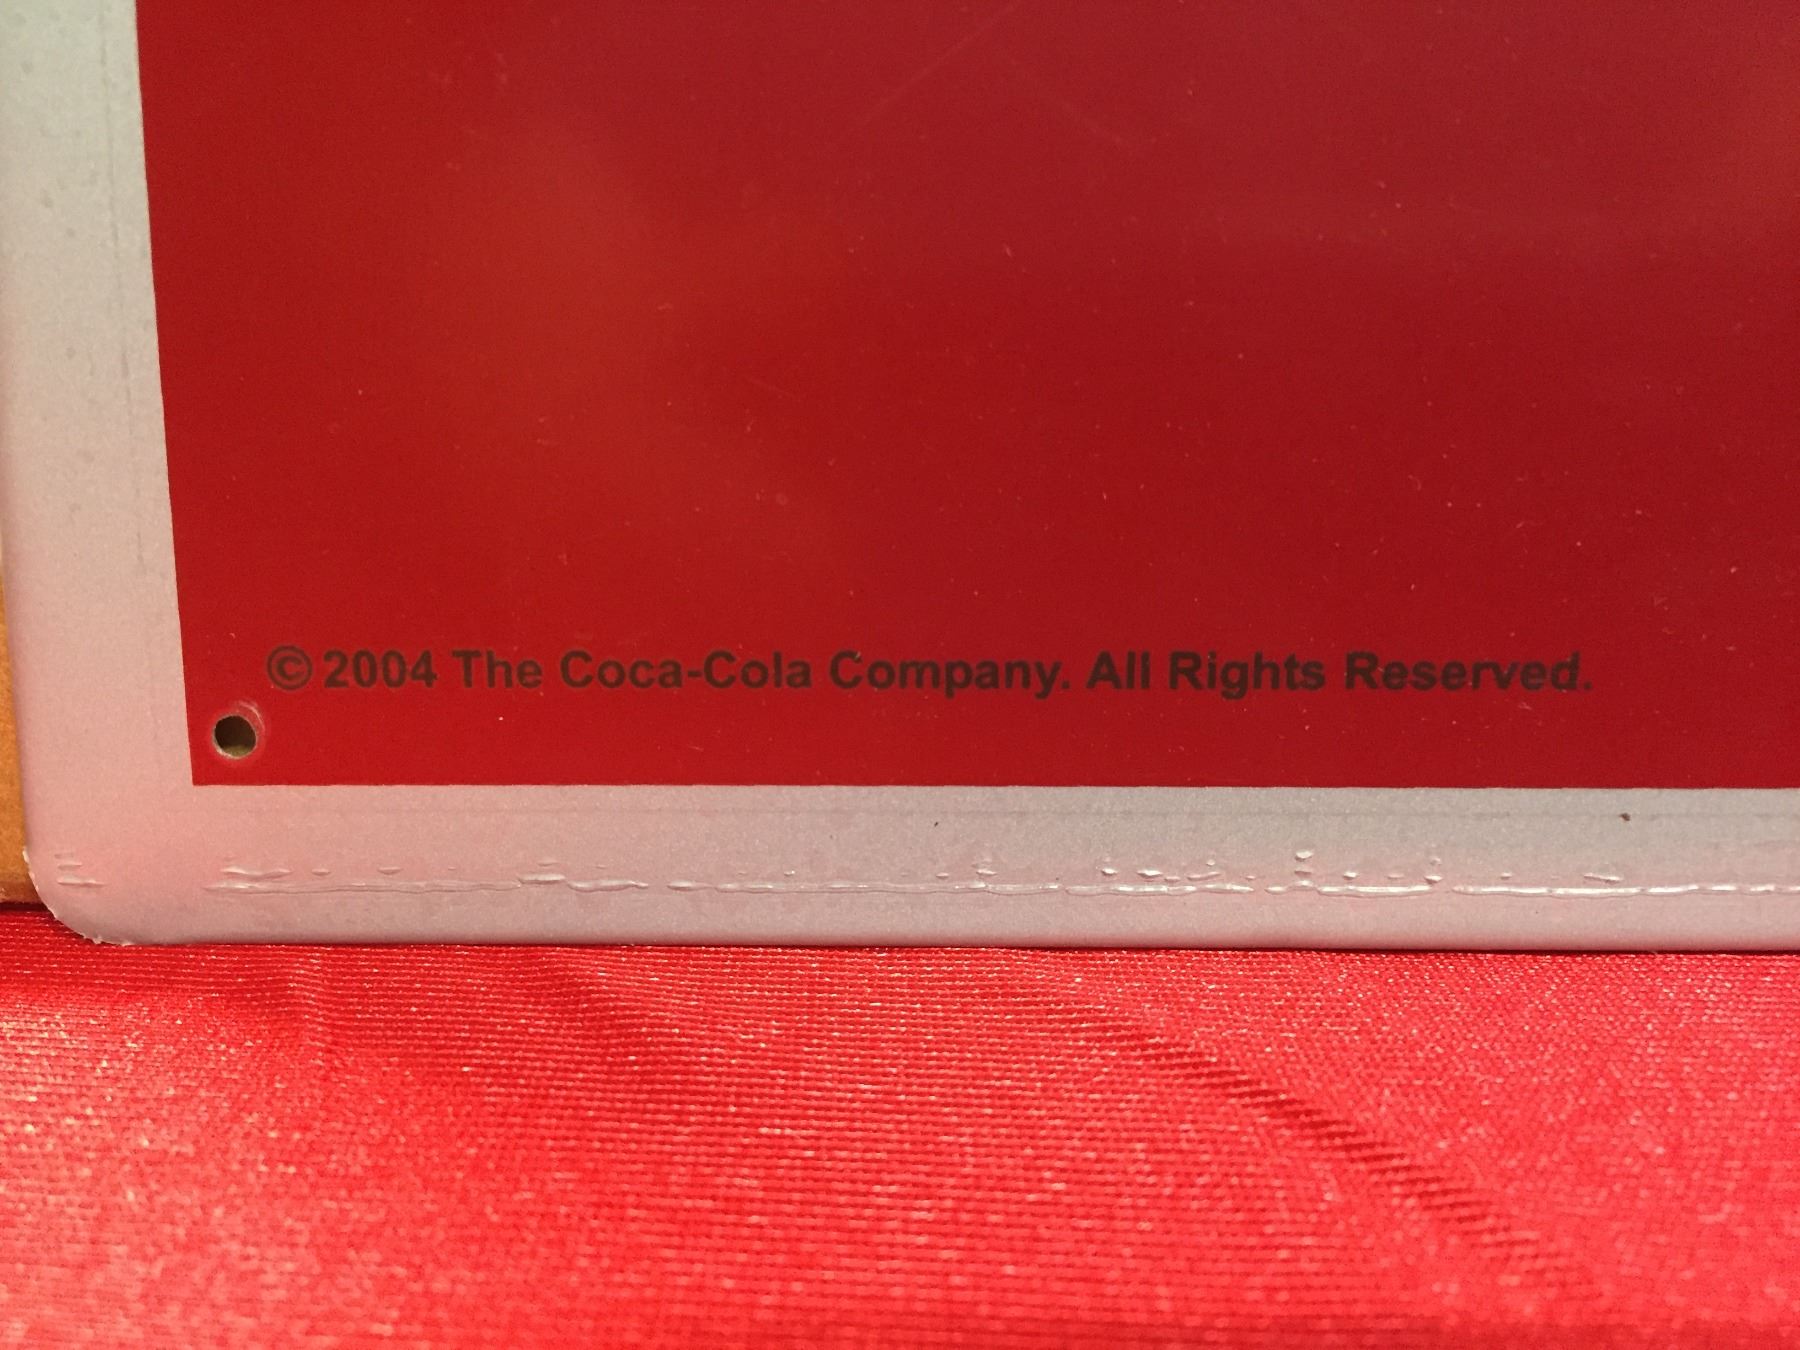 © 2004 The Coca-Cola Company. All Rights Reserved.